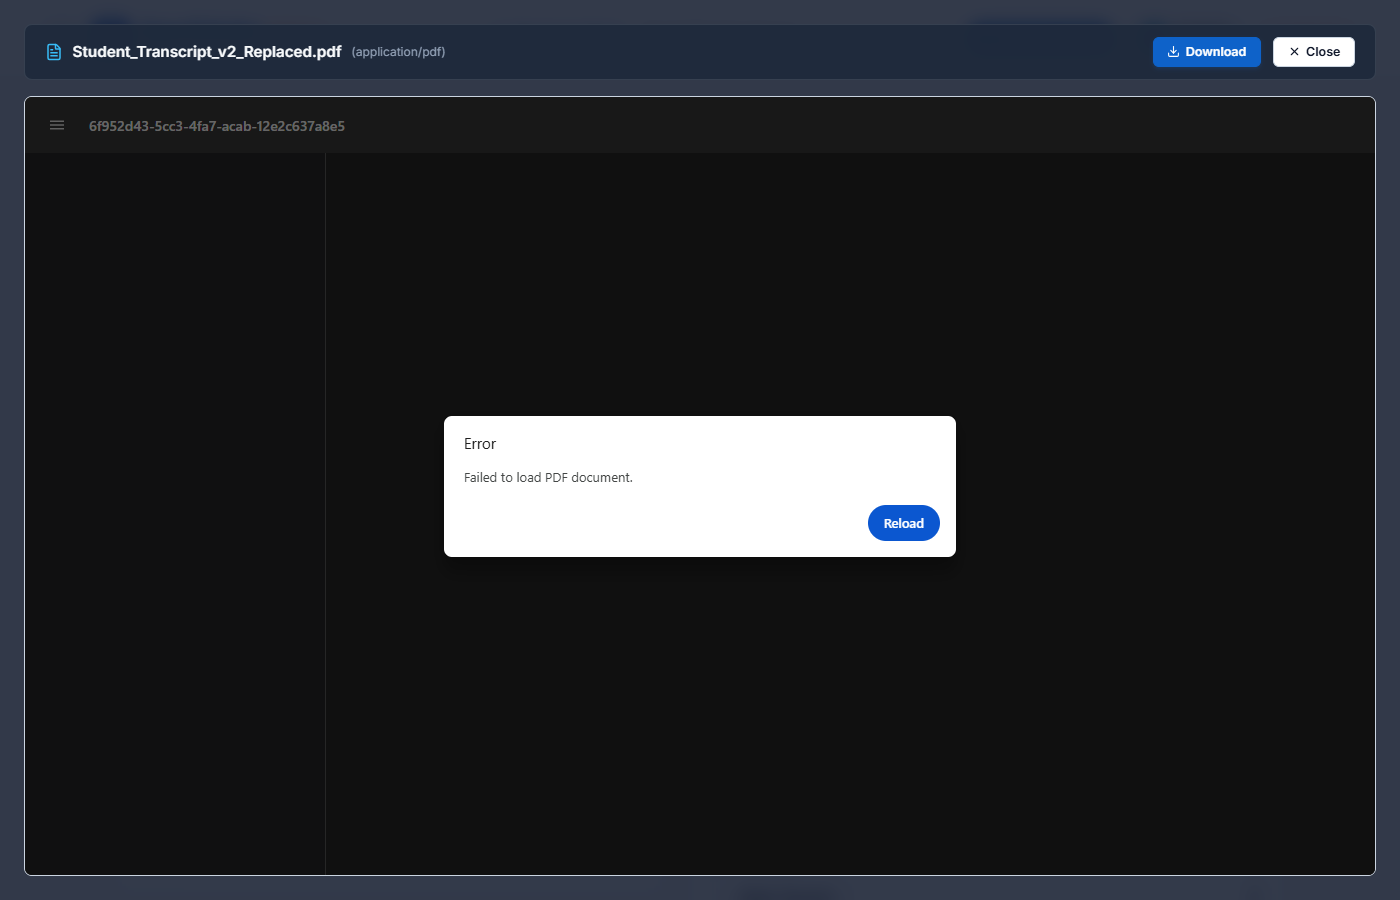 Student_Transcript_v2_Replaced.pdf (application/pdf)
Download
Close
6f952d43-5cc3-4fa7-acab-12e2c637a8e5
Error
Failed to load PDF document.
Reload